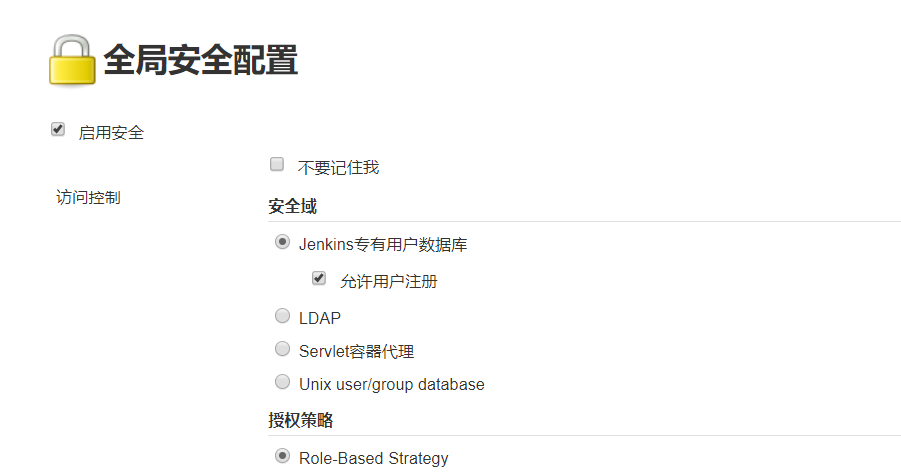 全局安全配置
启用安全
不要记住我
访问控制
安全域
Jenkins专有用户数据库
允许用户注册
LDAP
Servlet容器代理
Unix user/group database
授权策略
Role-Based Strategy